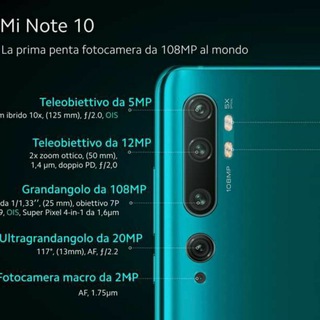 Mi Note 10
La prima penta fotocamera da 108MP al mondo
Teleobiettivo da 5MP
m ibrido 10x, (125 mm), ƒ/2.0, OIS
Teleobiettivo da 12MP
2x zoom ottico, (50 mm),
1,4 μm, doppio PD, ƒ/2,0
Grandangolo da 108MP
da 1/1,33’’, (25 mm), obiettivo 7P
9, OIS, Super Pixel 4-in-1 da 1,6μm
Ultragrandangolo da 20MP
117°, (13mm), AF, ƒ/2.2
Fotocamera macro da 2MP
AF, 1.75μm
5X
108MP